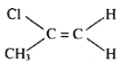 Cl H
C = C
CH₃ H